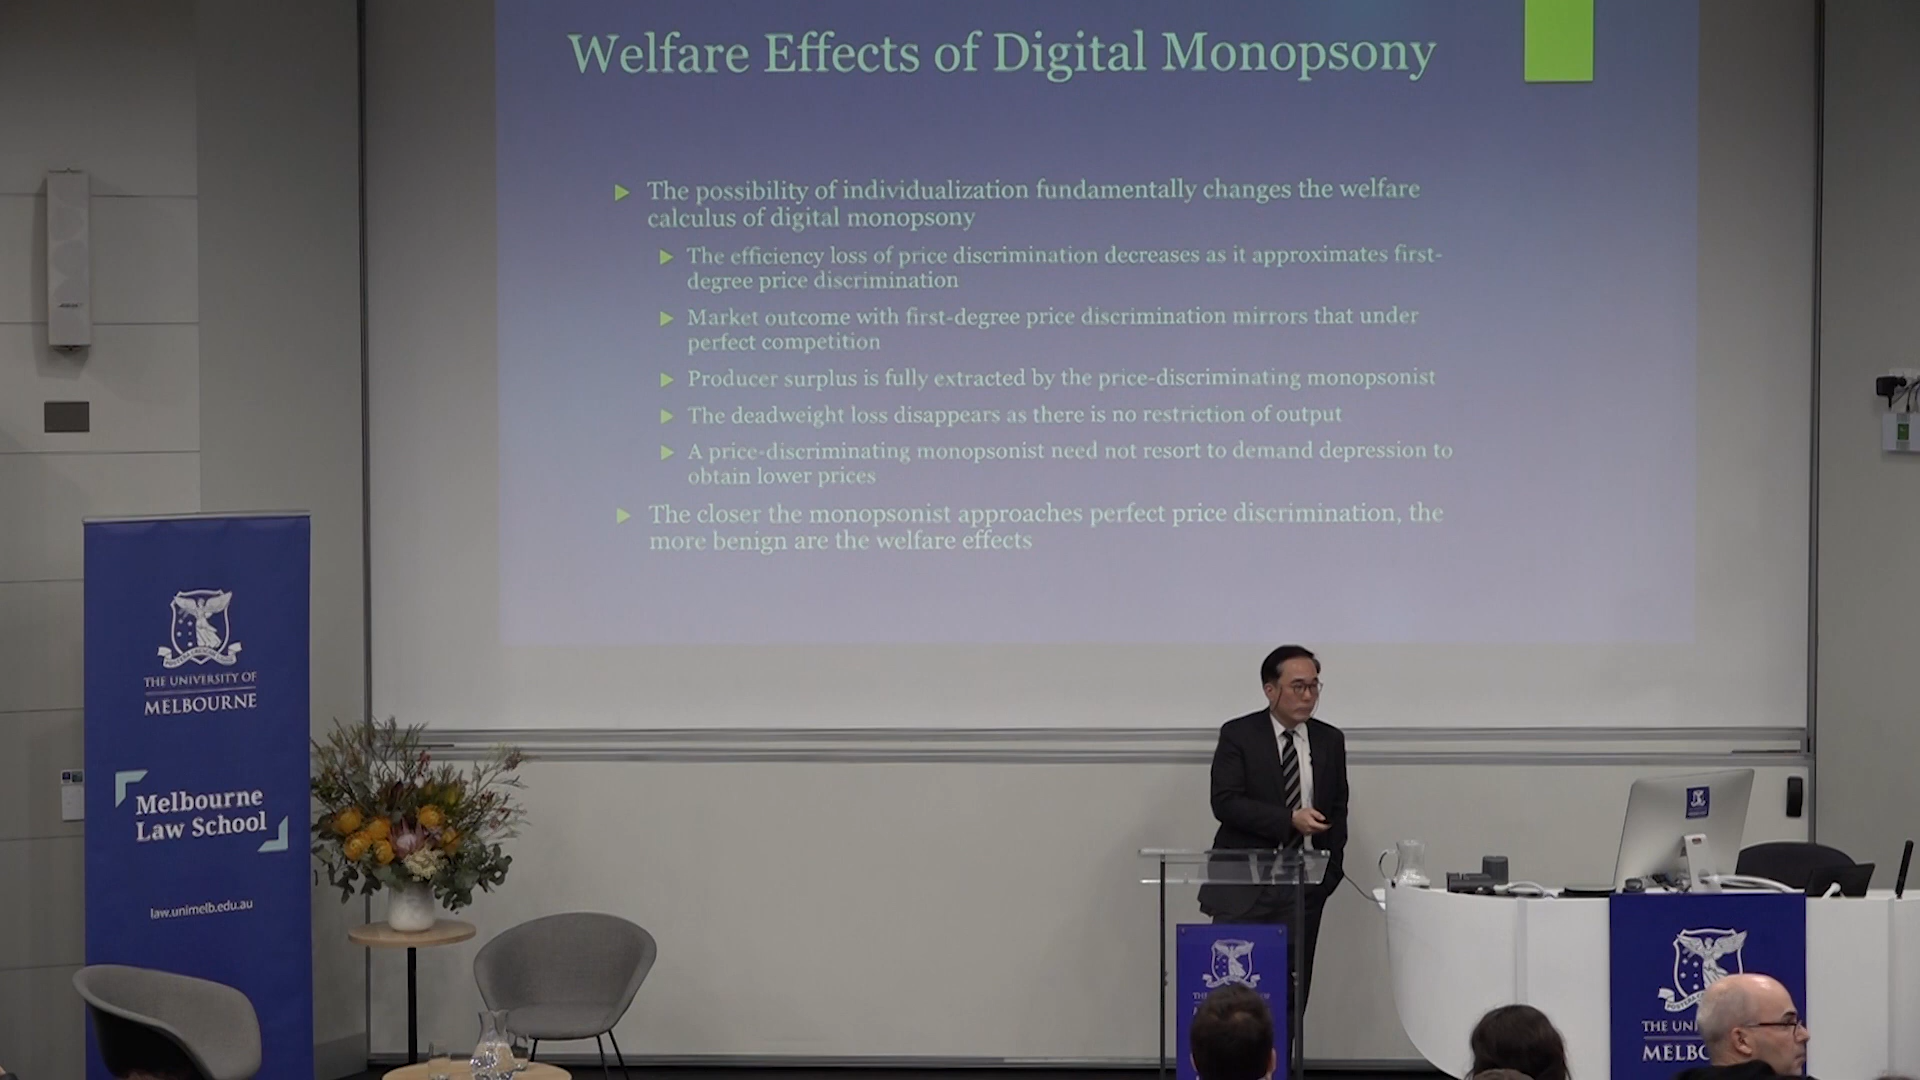 Welfare Effects of Digital Monopsony
The possibility of individualization fundamentally changes the welfare
calculus of digital monopsony
The efficiency loss of price discrimination decreases as it approximates first-
degree price discrimination
Market outcome with first-degree price discrimination mirrors that under
perfect competition
Producer surplus is fully extracted by the price-discriminating monopsonist
The deadweight loss disappears as there is no restriction of output
A price-discriminating monopsonist need not resort to demand depression to
obtain lower prices
The closer the monopsonist approaches perfect price discrimination, the
more benign are the welfare effects
THE UNIVERSITY OF
MELBOURNE
Melbourne
Law School
law.unimelb.edu.au
THE UNI
MELBO